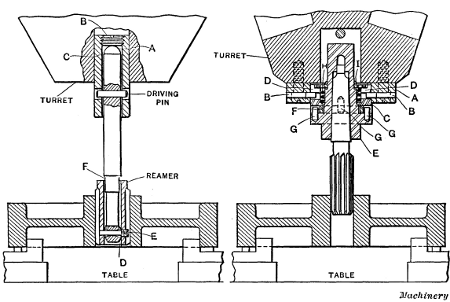 B
C
A
TURRET
DRIVING PIN
F
REAMER
E
D
TABLE
TURRET
H
I
D
D
B
A
B
F
C
G
G
G
E
TABLE
Machinery